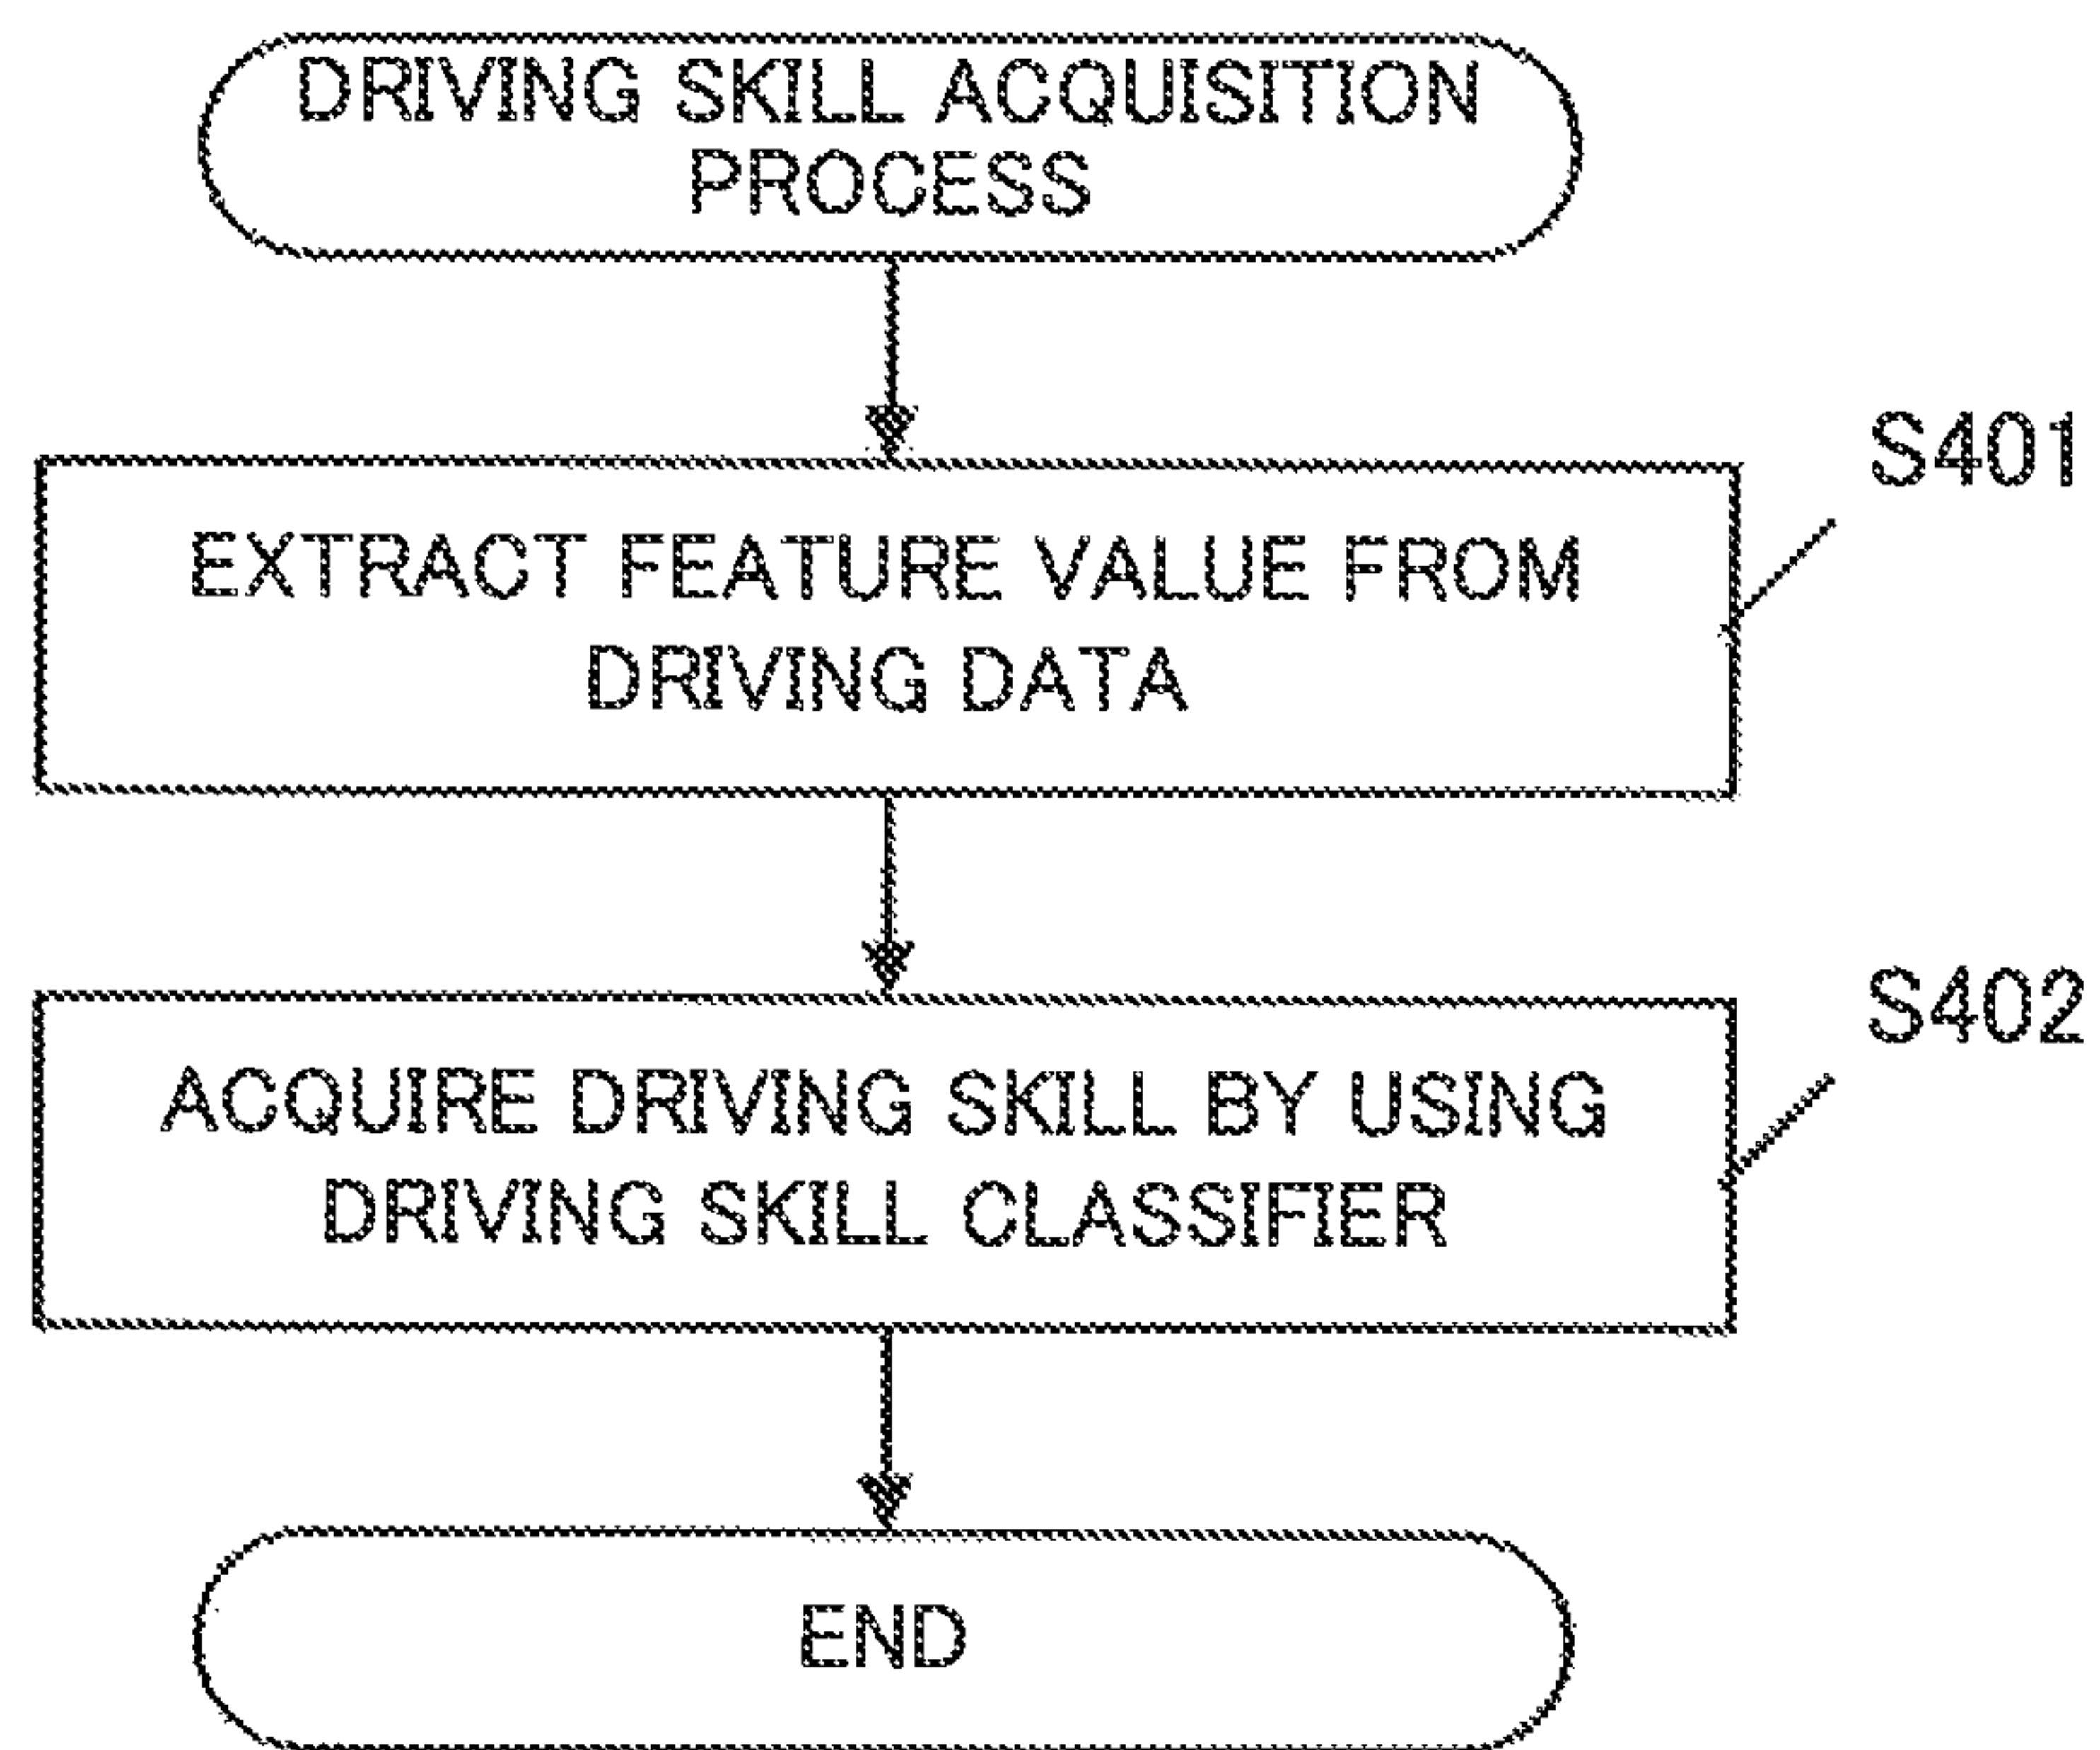 DRIVING SKILL ACQUISITION
PROCESS
S401
EXTRACT FEATURE VALUE FROM
DRIVING DATA
S402
ACQUIRE DRIVING SKILL BY USING
DRIVING SKILL CLASSIFIER
END